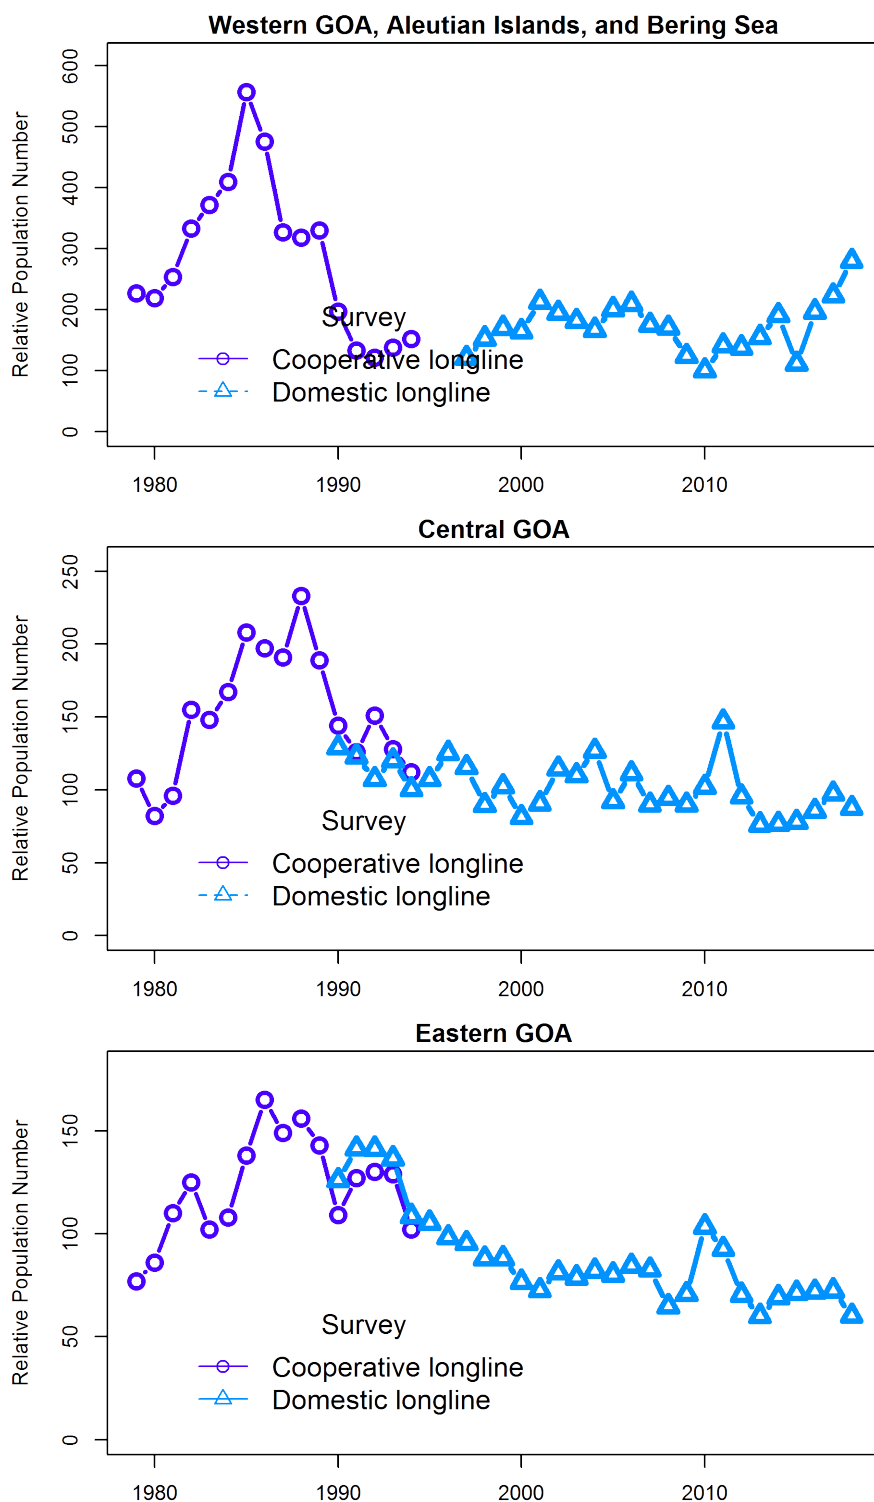 Western GOA, Aleutian Islands, and Bering Sea
Relative Population Number
600
500
400
300
200
100
0
Survey
Cooperative longline
Domestic longline
1980 1990 2000 2010
Central GOA
Relative Population Number
250
200
150
100
50
0
Survey
Cooperative longline
Domestic longline
1980 1990 2000 2010
Eastern GOA
Relative Population Number
150
100
50
0
Survey
Cooperative longline
Domestic longline
1980 1990 2000 2010